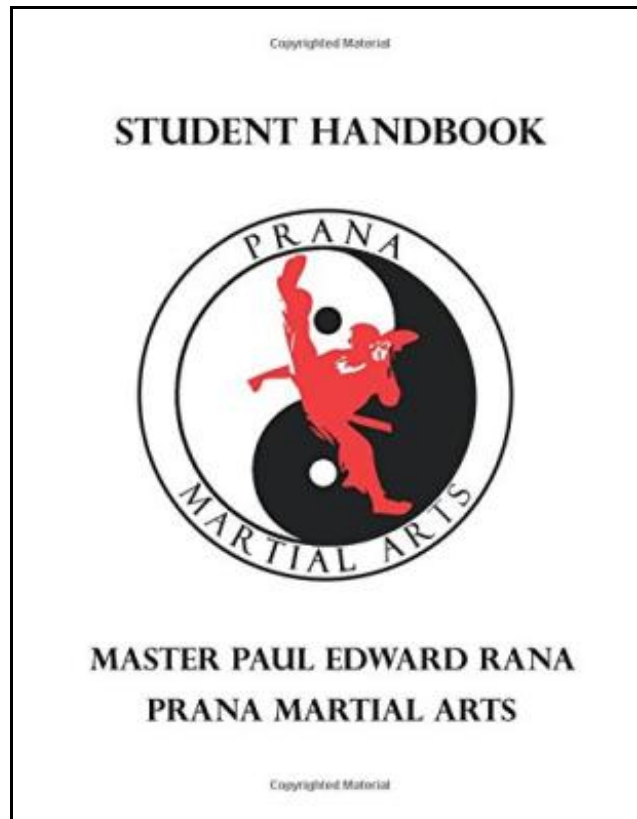 Copyrighted Material
STUDENT HANDBOOK
PRANA
MARTIAL ARTS
MASTER PAUL EDWARD RANA
PRANA MARTIAL ARTS
Copyrighted Material